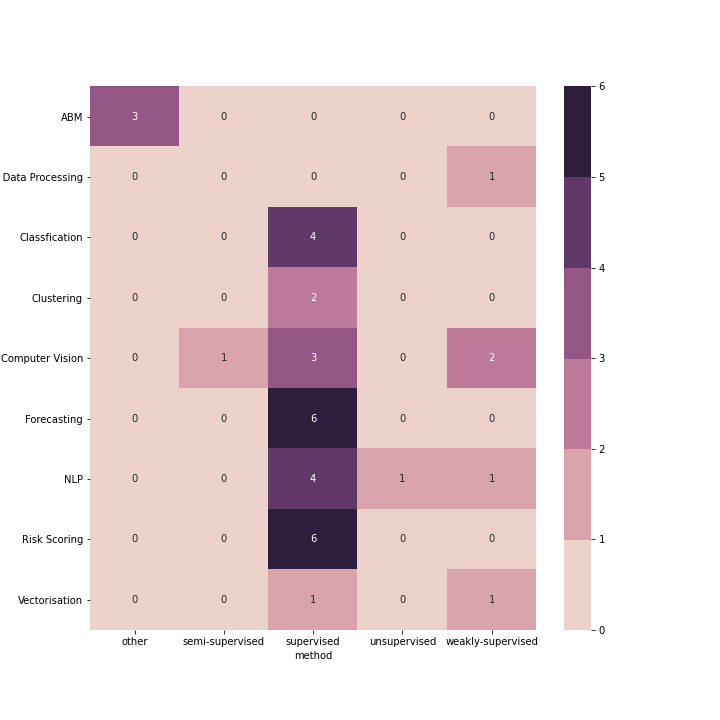 ABM 3 0 0 0 0
Data Processing 0 0 0 0 1
Classfication 0 0 4 0 0
Clustering 0 0 2 0 0
Computer Vision 0 1 3 0 2
Forecasting 0 0 6 0 0
NLP 0 0 4 1 1
Risk Scoring 0 0 6 0 0
Vectorisation 0 0 1 0 1
other semi-supervised supervised unsupervised weakly-supervised
method
6
5
4
3
2
1
0